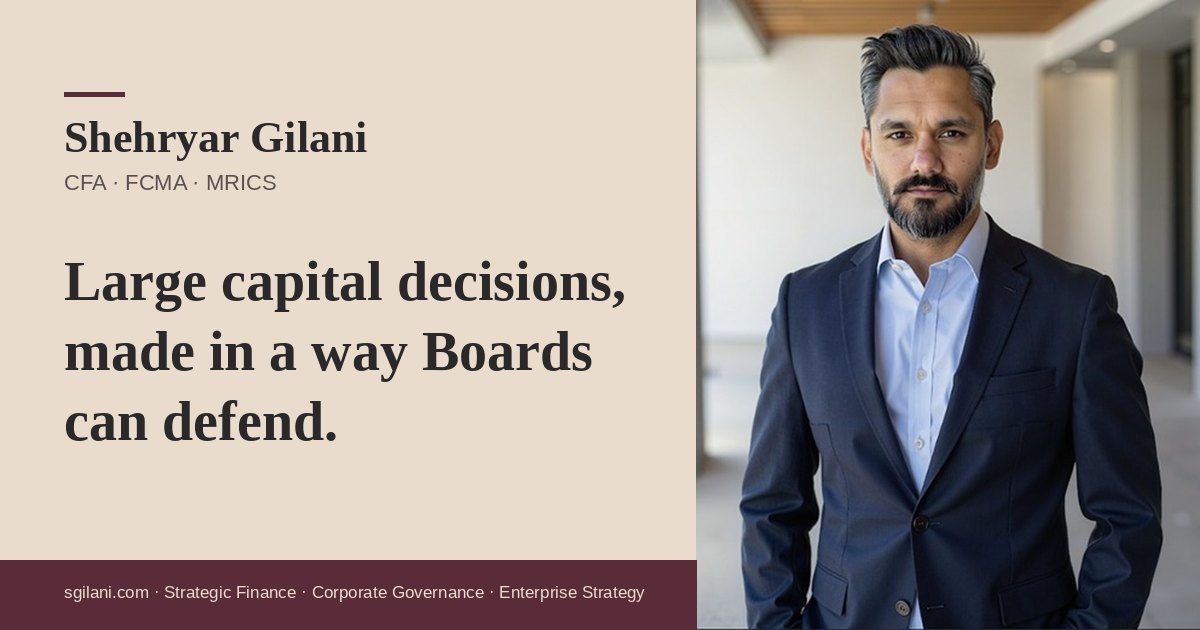 Shehryar Gilani
CFA · FCMA · MRICS
Large capital decisions,
made in a way Boards
can defend.
sgilani.com · Strategic Finance · Corporate Governance · Enterprise Strategy